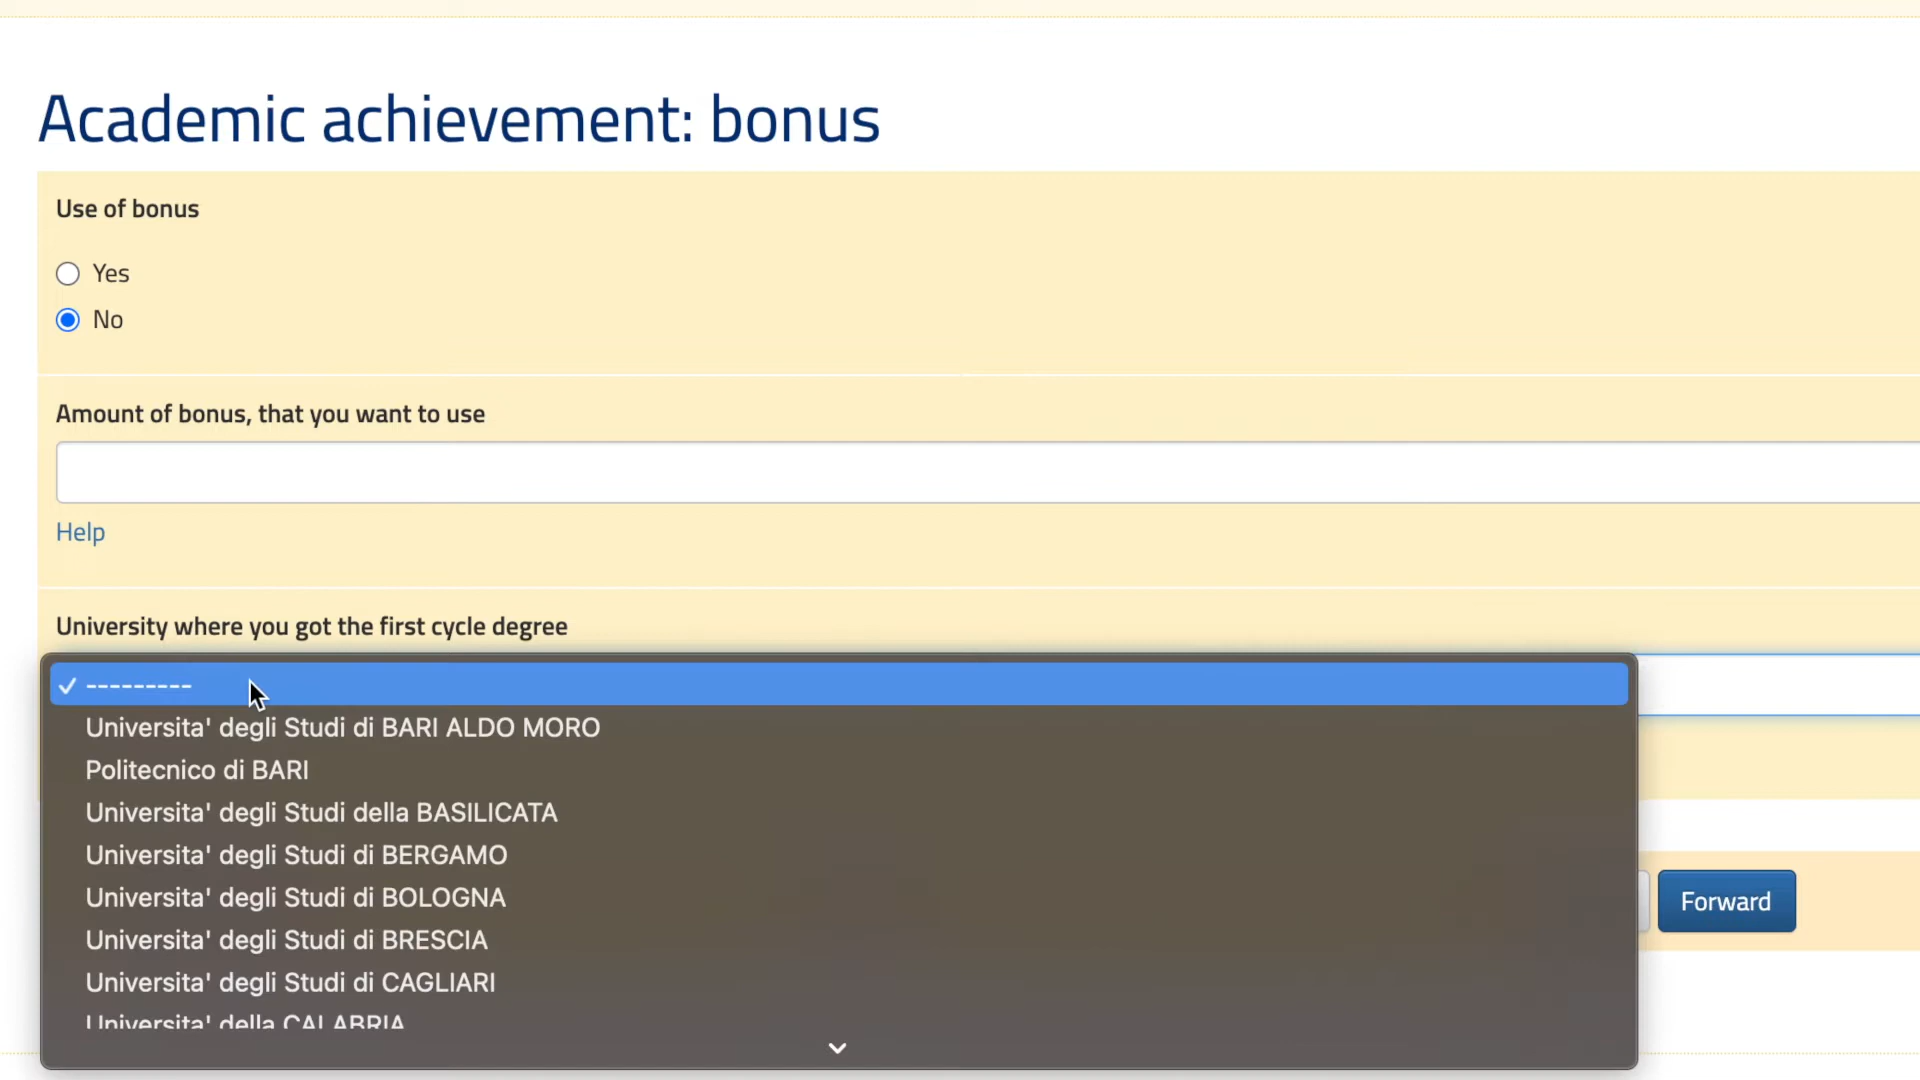 Academic achievement: bonus
Use of bonus
Yes
No
Amount of bonus, that you want to use
Help
University where you got the first cycle degree
---------
Universita' degli Studi di BARI ALDO MORO
Politecnico di BARI
Universita' degli Studi della BASILICATA
Universita' degli Studi di BERGAMO
Universita' degli Studi di BOLOGNA
Universita' degli Studi di BRESCIA
Forward
Universita' degli Studi di CAGLIARI
Universita' della CALABRIA